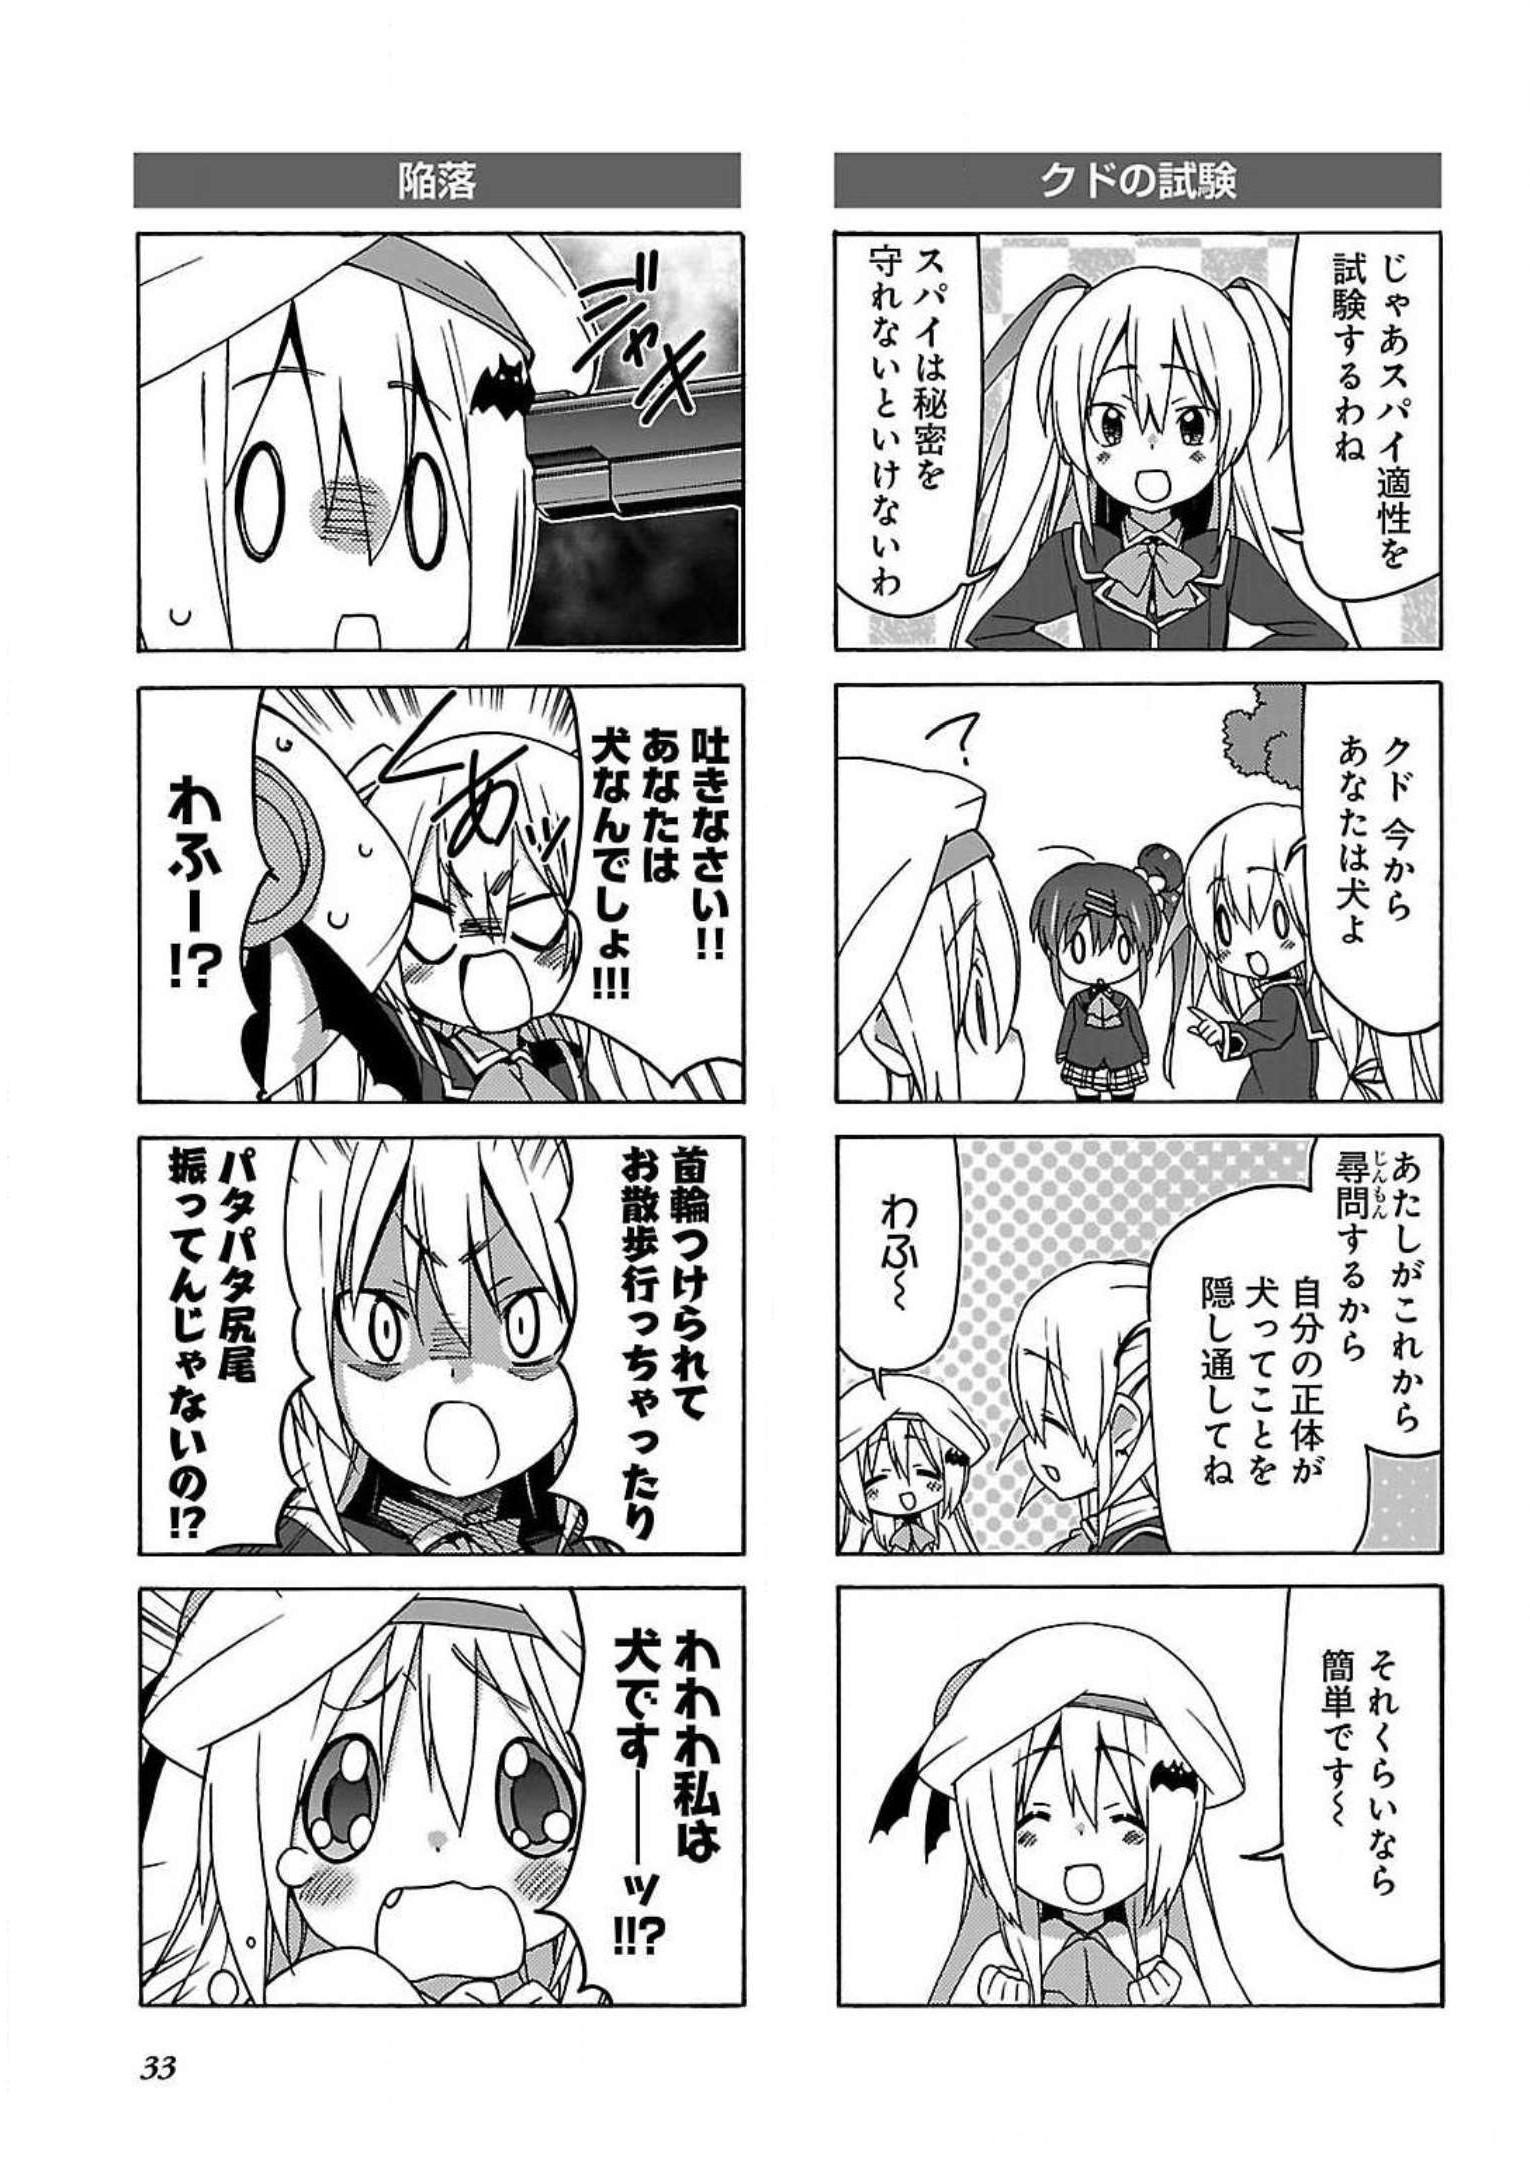 クドの試験
じゃあスパイ適性を
試験するわね
スパイは秘密を
守れないといけないわ
クド 今から
あなたは犬よ
あたしがこれから
尋問するから
じんもん
自分の正体が
犬ってことを
隠し通してね
わふ～
それくらいなら
簡単です～
陥落
ジャキ
吐きなさい!!
あなたは
犬なんでしょ!!!
くわッ
わふー!?
首輪つけられて
お散歩行っちゃったり
パタパタ尻尾
振ってんじゃないの!?
わわわ私は
犬です――ッ!!?
33